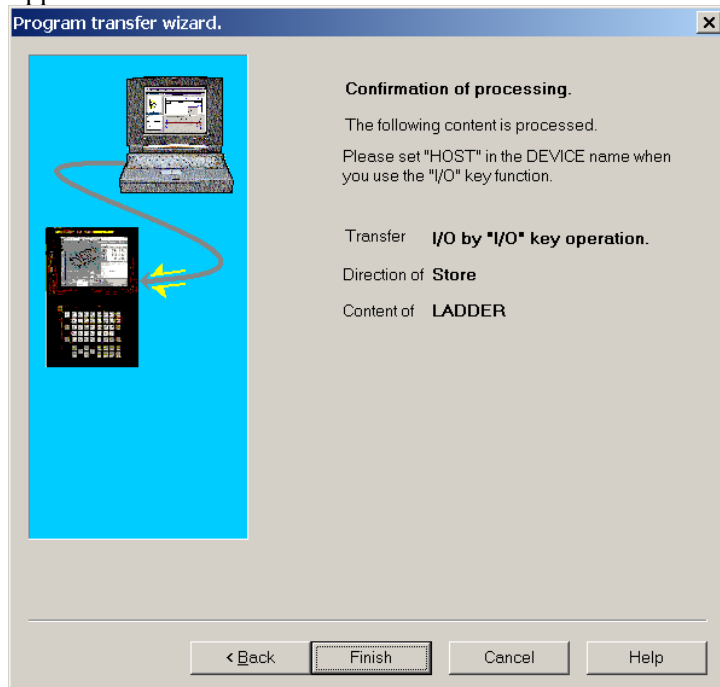 Program transfer wizard.
Confirmation of processing.
The following content is processed.
Please set "HOST" in the DEVICE name when
you use the "I/O" key function.
Transfer I/O by "I/O" key operation.
Direction of Store
Content of LADDER
< Back Finish Cancel Help